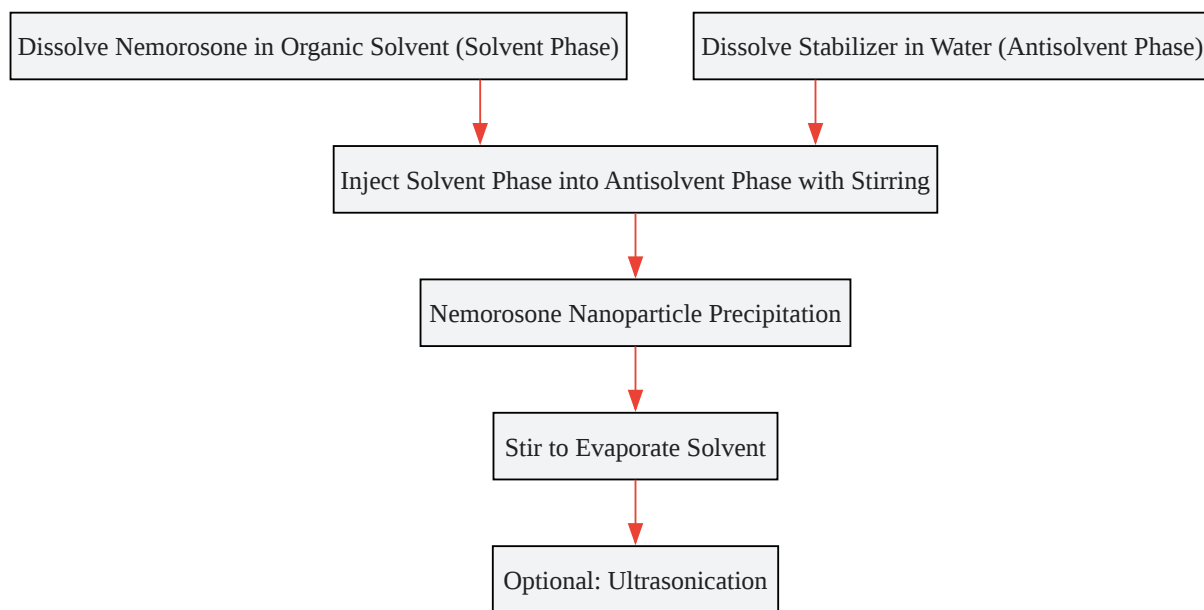 Dissolve Nemorosone in Organic Solvent (Solvent Phase)
Dissolve Stabilizer in Water (Antisolvent Phase)
Inject Solvent Phase into Antisolvent Phase with Stirring
Nemorosone Nanoparticle Precipitation
Stir to Evaporate Solvent
Optional: Ultrasonication